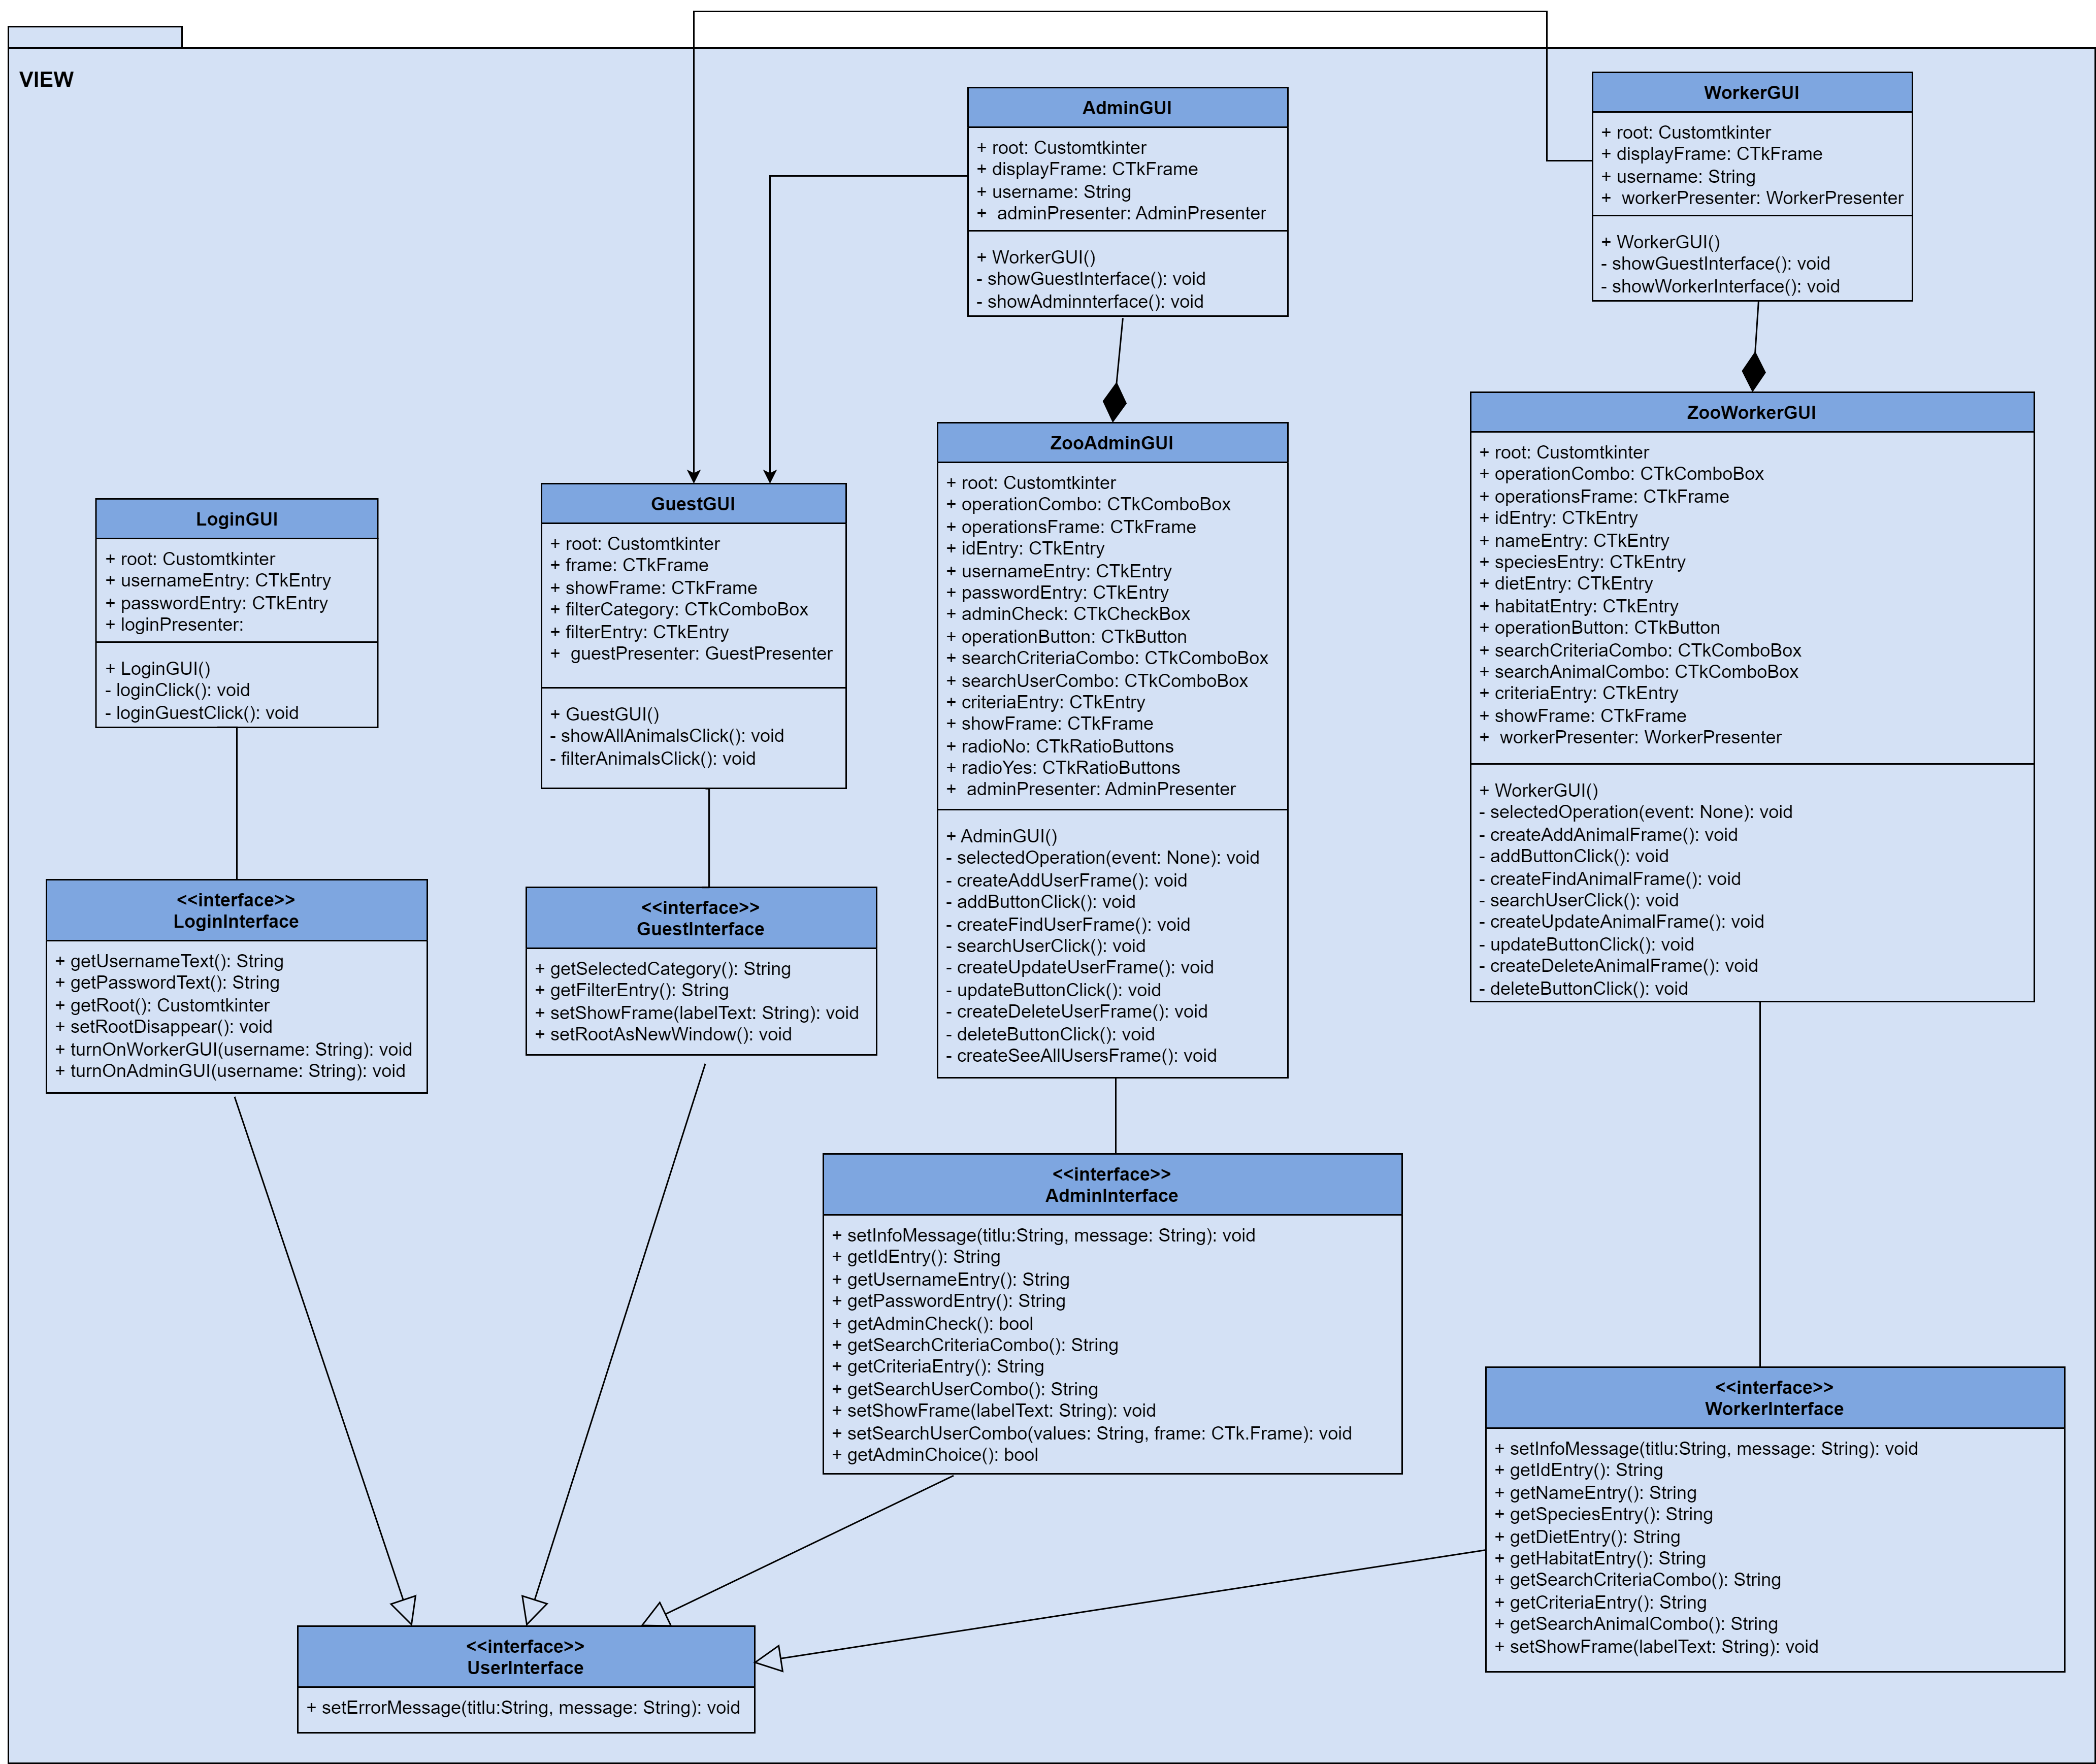 VIEW
AdminGUI
+ root: Customtkinter
+ displayFrame: CTkFrame
+ username: String
+  adminPresenter: AdminPresenter
+ WorkerGUI()
- showGuestInterface(): void
- showAdminnterface(): void
WorkerGUI
+ root: Customtkinter
+ displayFrame: CTkFrame
+ username: String
+  workerPresenter: WorkerPresenter
+ WorkerGUI()
- showGuestInterface(): void
- showWorkerInterface(): void
LoginGUI
+ root: Customtkinter
+ usernameEntry: CTkEntry
+ passwordEntry: CTkEntry
+ loginPresenter:
+ LoginGUI()
- loginClick(): void
- loginGuestClick(): void
GuestGUI
+ root: Customtkinter
+ frame: CTkFrame
+ showFrame: CTkFrame
+ filterCategory: CTkComboBox
+ filterEntry: CTkEntry
+  guestPresenter: GuestPresenter
+ GuestGUI()
- showAllAnimalsClick(): void
- filterAnimalsClick(): void
ZooAdminGUI
+ root: Customtkinter
+ operationCombo: CTkComboBox
+ operationsFrame: CTkFrame
+ idEntry: CTkEntry
+ usernameEntry: CTkEntry
+ passwordEntry: CTkEntry
+ adminCheck: CTkCheckBox
+ operationButton: CTkButton
+ searchCriteriaCombo: CTkComboBox
+ searchUserCombo: CTkComboBox
+ criteriaEntry: CTkEntry
+ showFrame: CTkFrame
+ radioNo: CTkRatioButtons
+ radioYes: CTkRatioButtons
+  adminPresenter: AdminPresenter
+ AdminGUI()
- selectedOperation(event: None): void
- createAddUserFrame(): void
- addButtonClick(): void
- createFindUserFrame(): void
- searchUserClick(): void
- createUpdateUserFrame(): void
- updateButtonClick(): void
- createDeleteUserFrame(): void
- deleteButtonClick(): void
- createSeeAllUsersFrame(): void
ZooWorkerGUI
+ root: Customtkinter
+ operationCombo: CTkComboBox
+ operationsFrame: CTkFrame
+ idEntry: CTkEntry
+ nameEntry: CTkEntry
+ speciesEntry: CTkEntry
+ dietEntry: CTkEntry
+ habitatEntry: CTkEntry
+ operationButton: CTkButton
+ searchCriteriaCombo: CTkComboBox
+ searchAnimalCombo: CTkComboBox
+ criteriaEntry: CTkEntry
+ showFrame: CTkFrame
+  workerPresenter: WorkerPresenter
+ WorkerGUI()
- selectedOperation(event: None): void
- createAddAnimalFrame(): void
- addButtonClick(): void
- createFindAnimalFrame(): void
- searchUserClick(): void
- createUpdateAnimalFrame(): void
- updateButtonClick(): void
- createDeleteAnimalFrame(): void
- deleteButtonClick(): void
<<interface>>
LoginInterface
+ getUsernameText(): String
+ getPasswordText(): String
+ getRoot(): Customtkinter
+ setRootDisappear(): void
+ turnOnWorkerGUI(username: String): void
+ turnOnAdminGUI(username: String): void
<<interface>>
GuestInterface
+ getSelectedCategory(): String
+ getFilterEntry(): String
+ setShowFrame(labelText: String): void
+ setRootAsNewWindow(): void
<<interface>>
AdminInterface
+ setInfoMessage(titlu:String, message: String): void
+ getIdEntry(): String
+ getUsernameEntry(): String
+ getPasswordEntry(): String
+ getAdminCheck(): bool
+ getSearchCriteriaCombo(): String
+ getCriteriaEntry(): String
+ getSearchUserCombo(): String
+ setShowFrame(labelText: String): void
+ setSearchUserCombo(values: String, frame: CTk.Frame): void
+ getAdminChoice(): bool
<<interface>>
WorkerInterface
+ setInfoMessage(titlu:String, message: String): void
+ getIdEntry(): String
+ getNameEntry(): String
+ getSpeciesEntry(): String
+ getDietEntry(): String
+ getHabitatEntry(): String
+ getSearchCriteriaCombo(): String
+ getCriteriaEntry(): String
+ getSearchAnimalCombo(): String
+ setShowFrame(labelText: String): void
<<interface>>
UserInterface
+ setErrorMessage(titlu:String, message: String): void